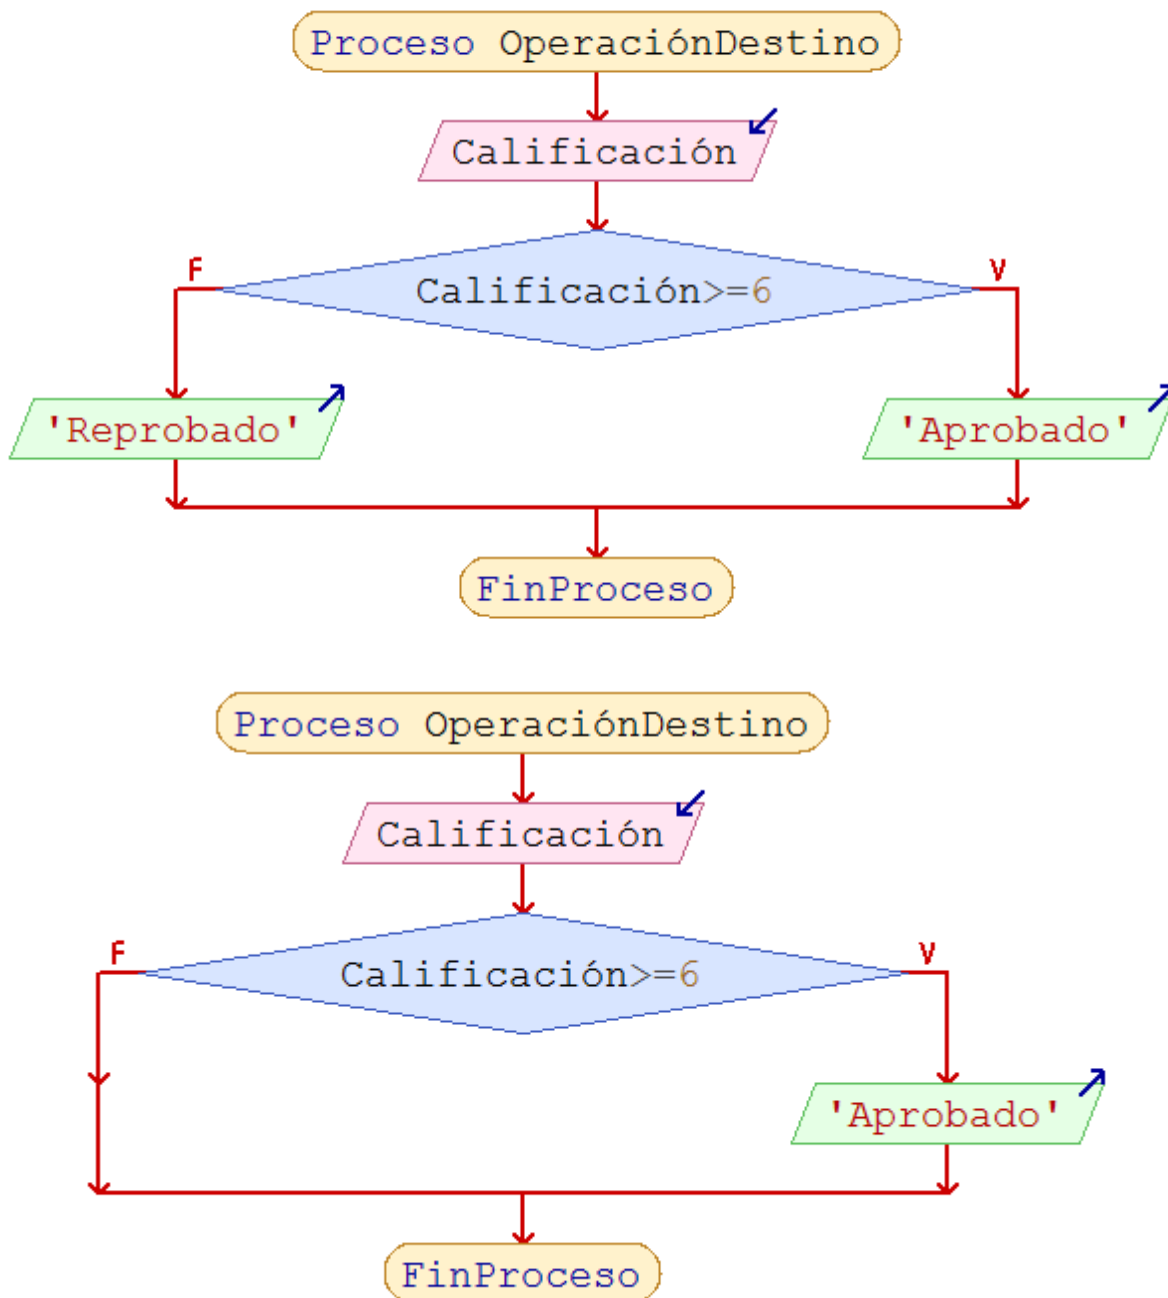 Proceso OperaciónDestino
Calificación
F
V
Calificación>=6
'Reprobado'
'Aprobado'
FinProceso
Proceso OperaciónDestino
Calificación
F
V
Calificación>=6
'Aprobado'
FinProceso